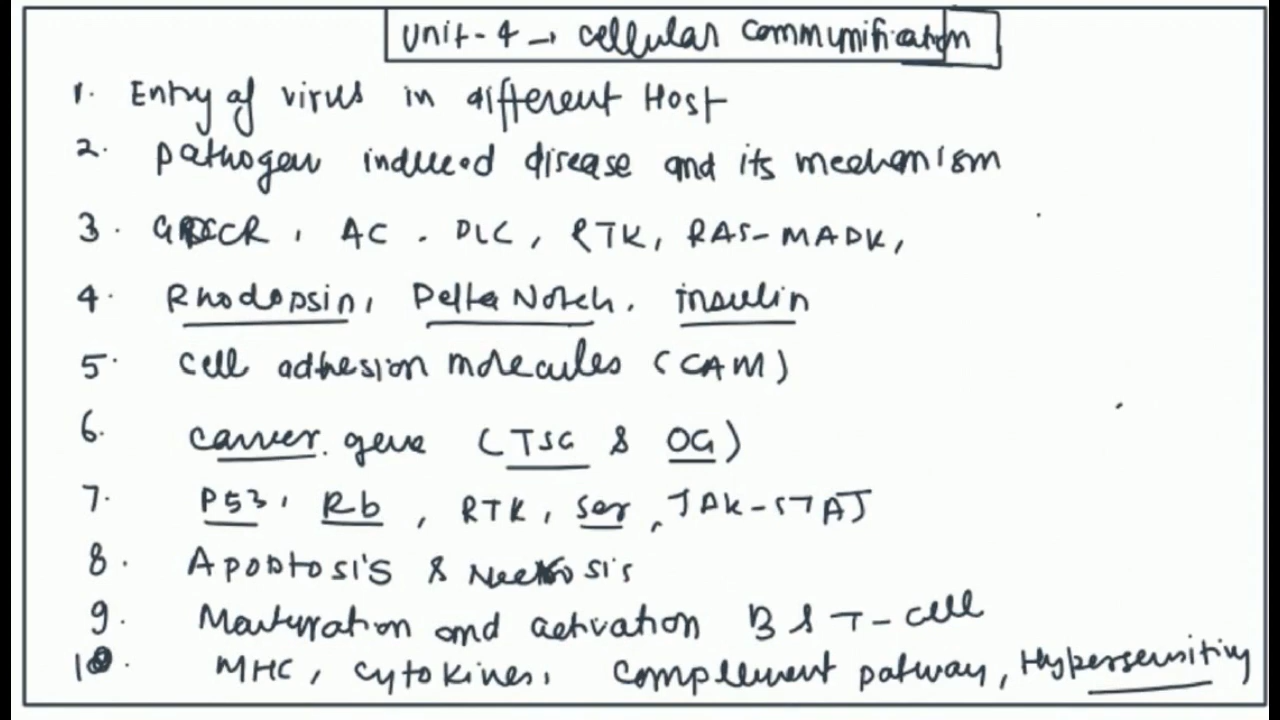 Unit-4 → cellular communication
1. Entry of virus in different Host
2. pathogen induced disease and its mechanism
3. GPCR, AC. PLC, RTK, RAS-MAPK,
4. Rhodopsin, Delta Notch. insulin
5. cell adhesion molecules (CAM)
6. cancer. gene (TSG & OG)
7. P53, Rb, RTK, Ser, JAK-STAT
8. Apoptosis & Necrosis
9. Maturation and activation B & T-cell
10. MHC, cytokines, complement pathway, Hypersensitivity